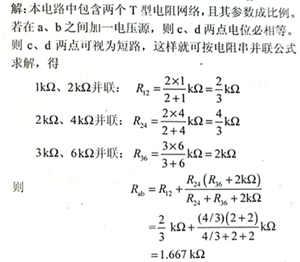 解:本电路中包含两个T型电阻网络,且其参数成比例。
若在a、b之间加一电压源,则c、d两点电位必相等。
则c、d两点可视为短路,这样就可按电阻串并联公式
求解,得
1kΩ、2kΩ并联: R₁₂ = (2×1)/(2+1) kΩ = 2/3 kΩ
2kΩ、4kΩ并联: R₂₄ = (2×4)/(2+4) kΩ = 4/3 kΩ
3kΩ、6kΩ并联: R₃₆ = (3×6)/(3+6) kΩ = 2kΩ
则 R_ab = R₁₂ + R₂₄(R₃₆+2kΩ)/(R₂₄+R₃₆+2kΩ)
= 2/3 kΩ + (4/3)(2+2)/(4/3+2+2) kΩ
=1.667 kΩ